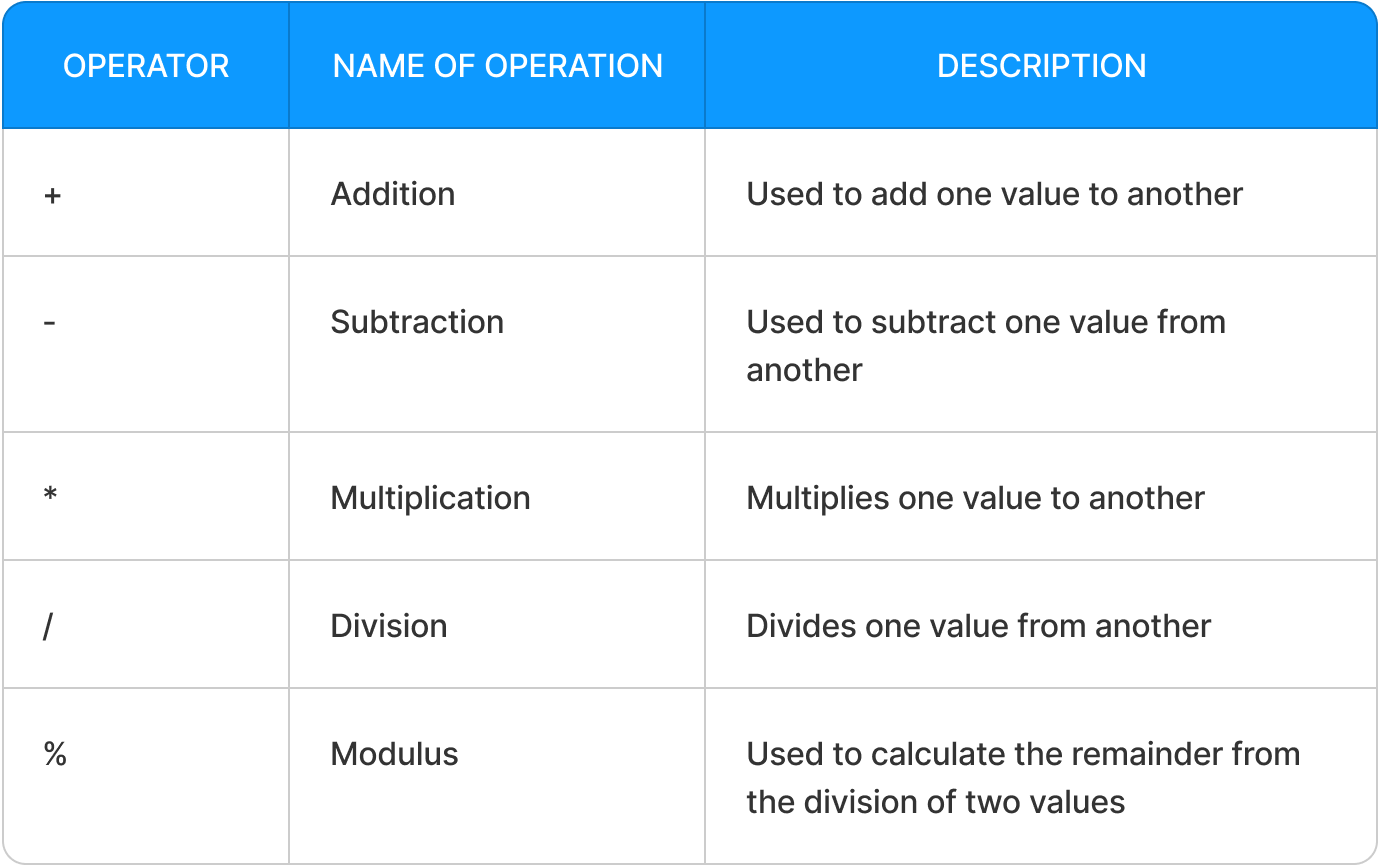 OPERATOR NAME OF OPERATION DESCRIPTION
+ Addition Used to add one value to another
- Subtraction Used to subtract one value from
another
* Multiplication Multiplies one value to another
/ Division Divides one value from another
% Modulus Used to calculate the remainder from
the division of two values